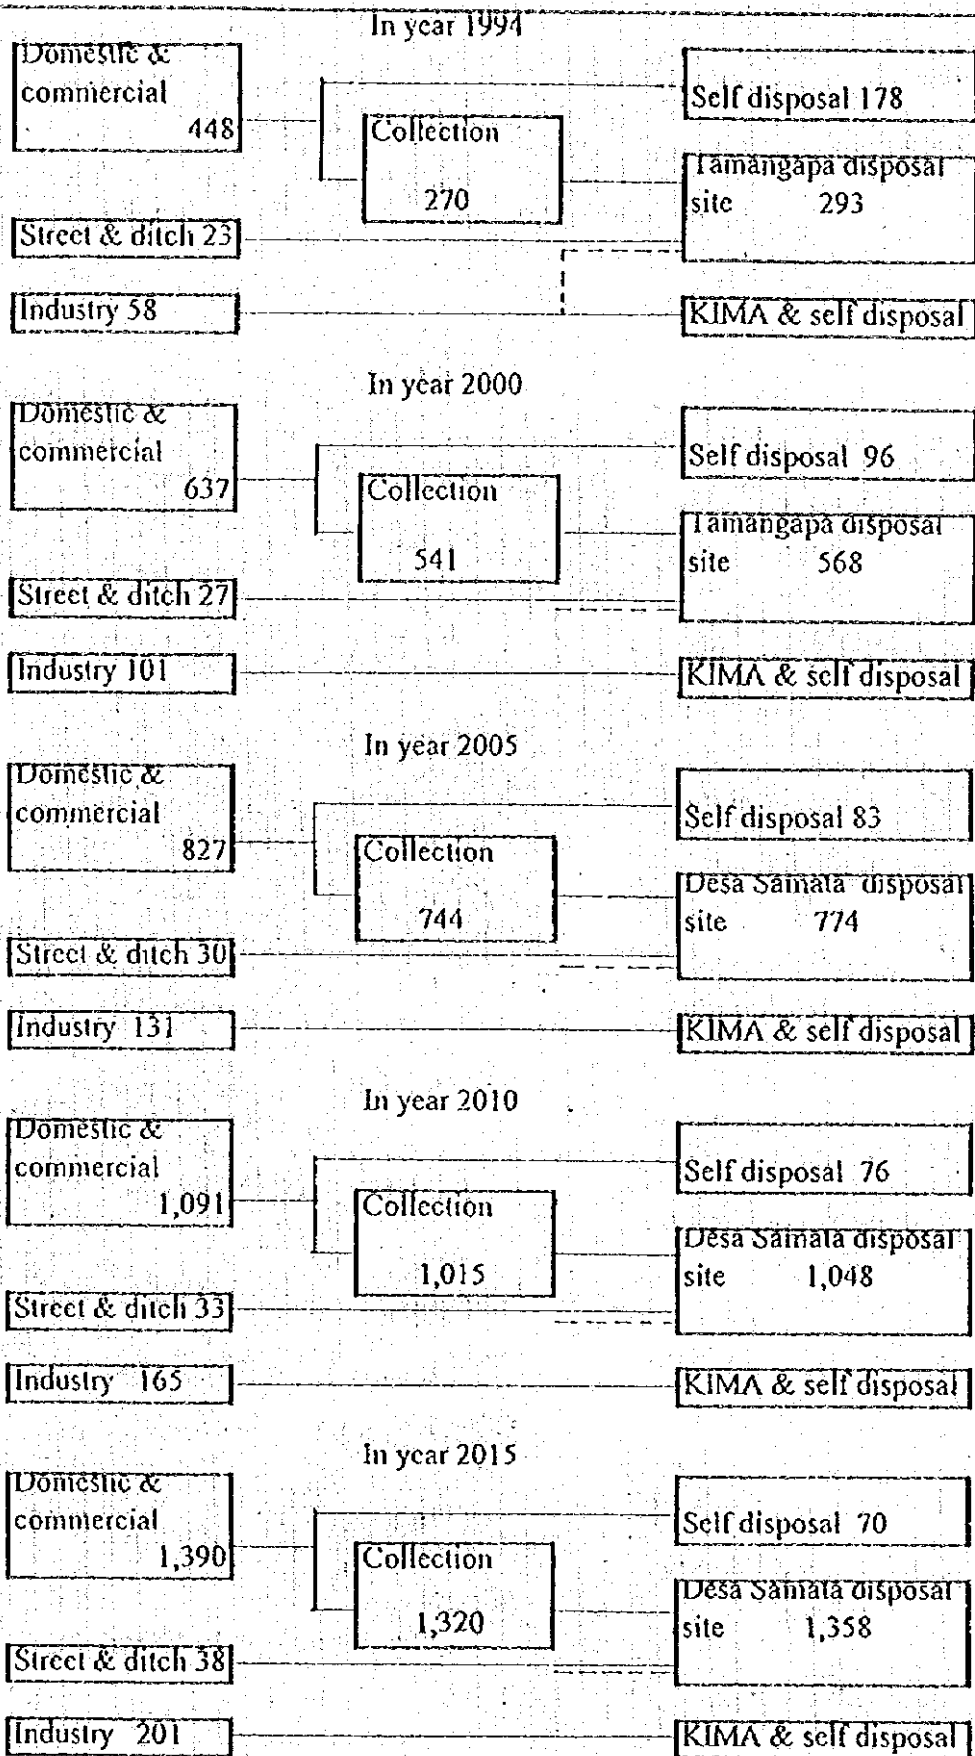 In year 1994
Domestic &
commercial
448
Self disposal 178
Collection
270
Tamangapa disposal
site 293
Street & ditch 23
Industry 58
KIMA & self disposal
In year 2000
Domestic &
commercial
637
Self disposal 96
Collection
541
Tamangapa disposal
site 568
Street & ditch 27
Industry 101
KIMA & self disposal
In year 2005
Domestic &
commercial
827
Self disposal 83
Collection
744
Desa Samata disposal
site 774
Street & ditch 30
Industry 131
KIMA & self disposal
In year 2010
Domestic &
commercial
1,091
Self disposal 76
Collection
1,015
Desa Samata disposal
site 1,048
Street & ditch 33
Industry 165
KIMA & self disposal
In year 2015
Domestic &
commercial
1,390
Self disposal 70
Collection
1,320
Desa Samata disposal
site 1,358
Street & ditch 38
Industry 201
KIMA & self disposal